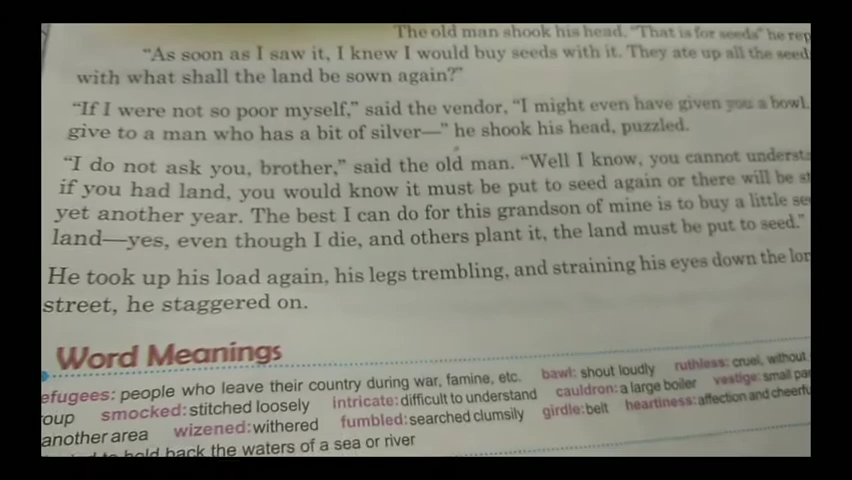 The old man shook his head. "That is for seeds" he rep
"As soon as I saw it, I knew I would buy seeds with it. They ate up all the seed
with what shall the land be sown again?"
"If I were not so poor myself," said the vendor, "I might even have given you a bowl.
give to a man who has a bit of silver—" he shook his head, puzzled.
"I do not ask you, brother," said the old man. "Well I know, you cannot understa
if you had land, you would know it must be put to seed again or there will be st
yet another year. The best I can do for this grandson of mine is to buy a little see
land—yes, even though I die, and others plant it, the land must be put to seed."
He took up his load again, his legs trembling, and straining his eyes down the lon
street, he staggered on.
Word Meanings
efugees: people who leave their country during war, famine, etc. bawl: shout loudly ruthless: cruel, without
roup smocked: stitched loosely intricate: difficult to understand cauldron: a large boiler vestige: small par
another area wizened: withered fumbled: searched clumsily girdle: belt heartiness: affection and cheerfu
to hold back the waters of a sea or river